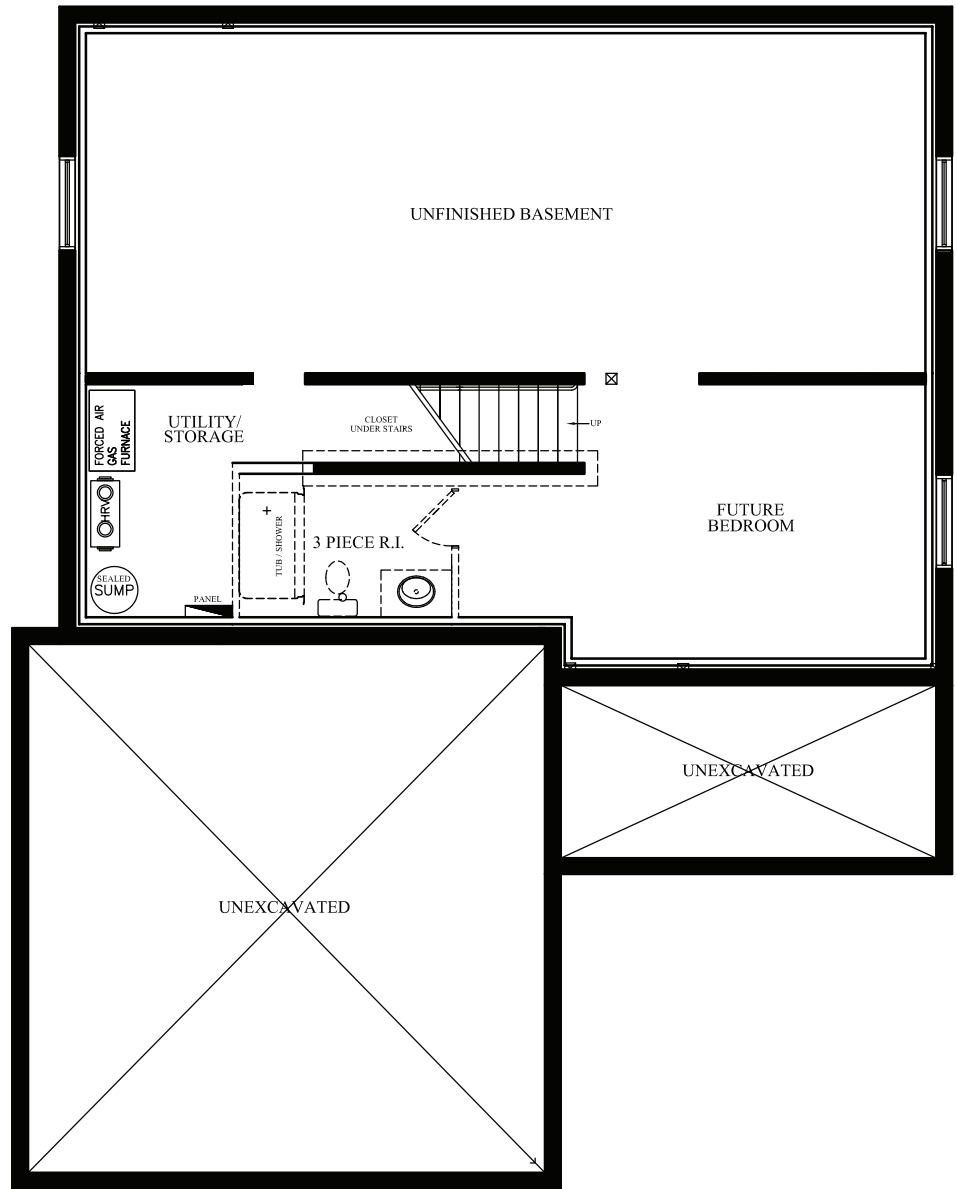 UNFINISHED BASEMENT
FORCED AIR
GAS
FURNACE
UTILITY/
STORAGE
CLOSET
UNDER STAIRS
UP
HRV
TUB / SHOWER
3 PIECE R.I.
FUTURE
BEDROOM
SEALED
SUMP
PANEL
UNEXCAVATED
UNEXCAVATED